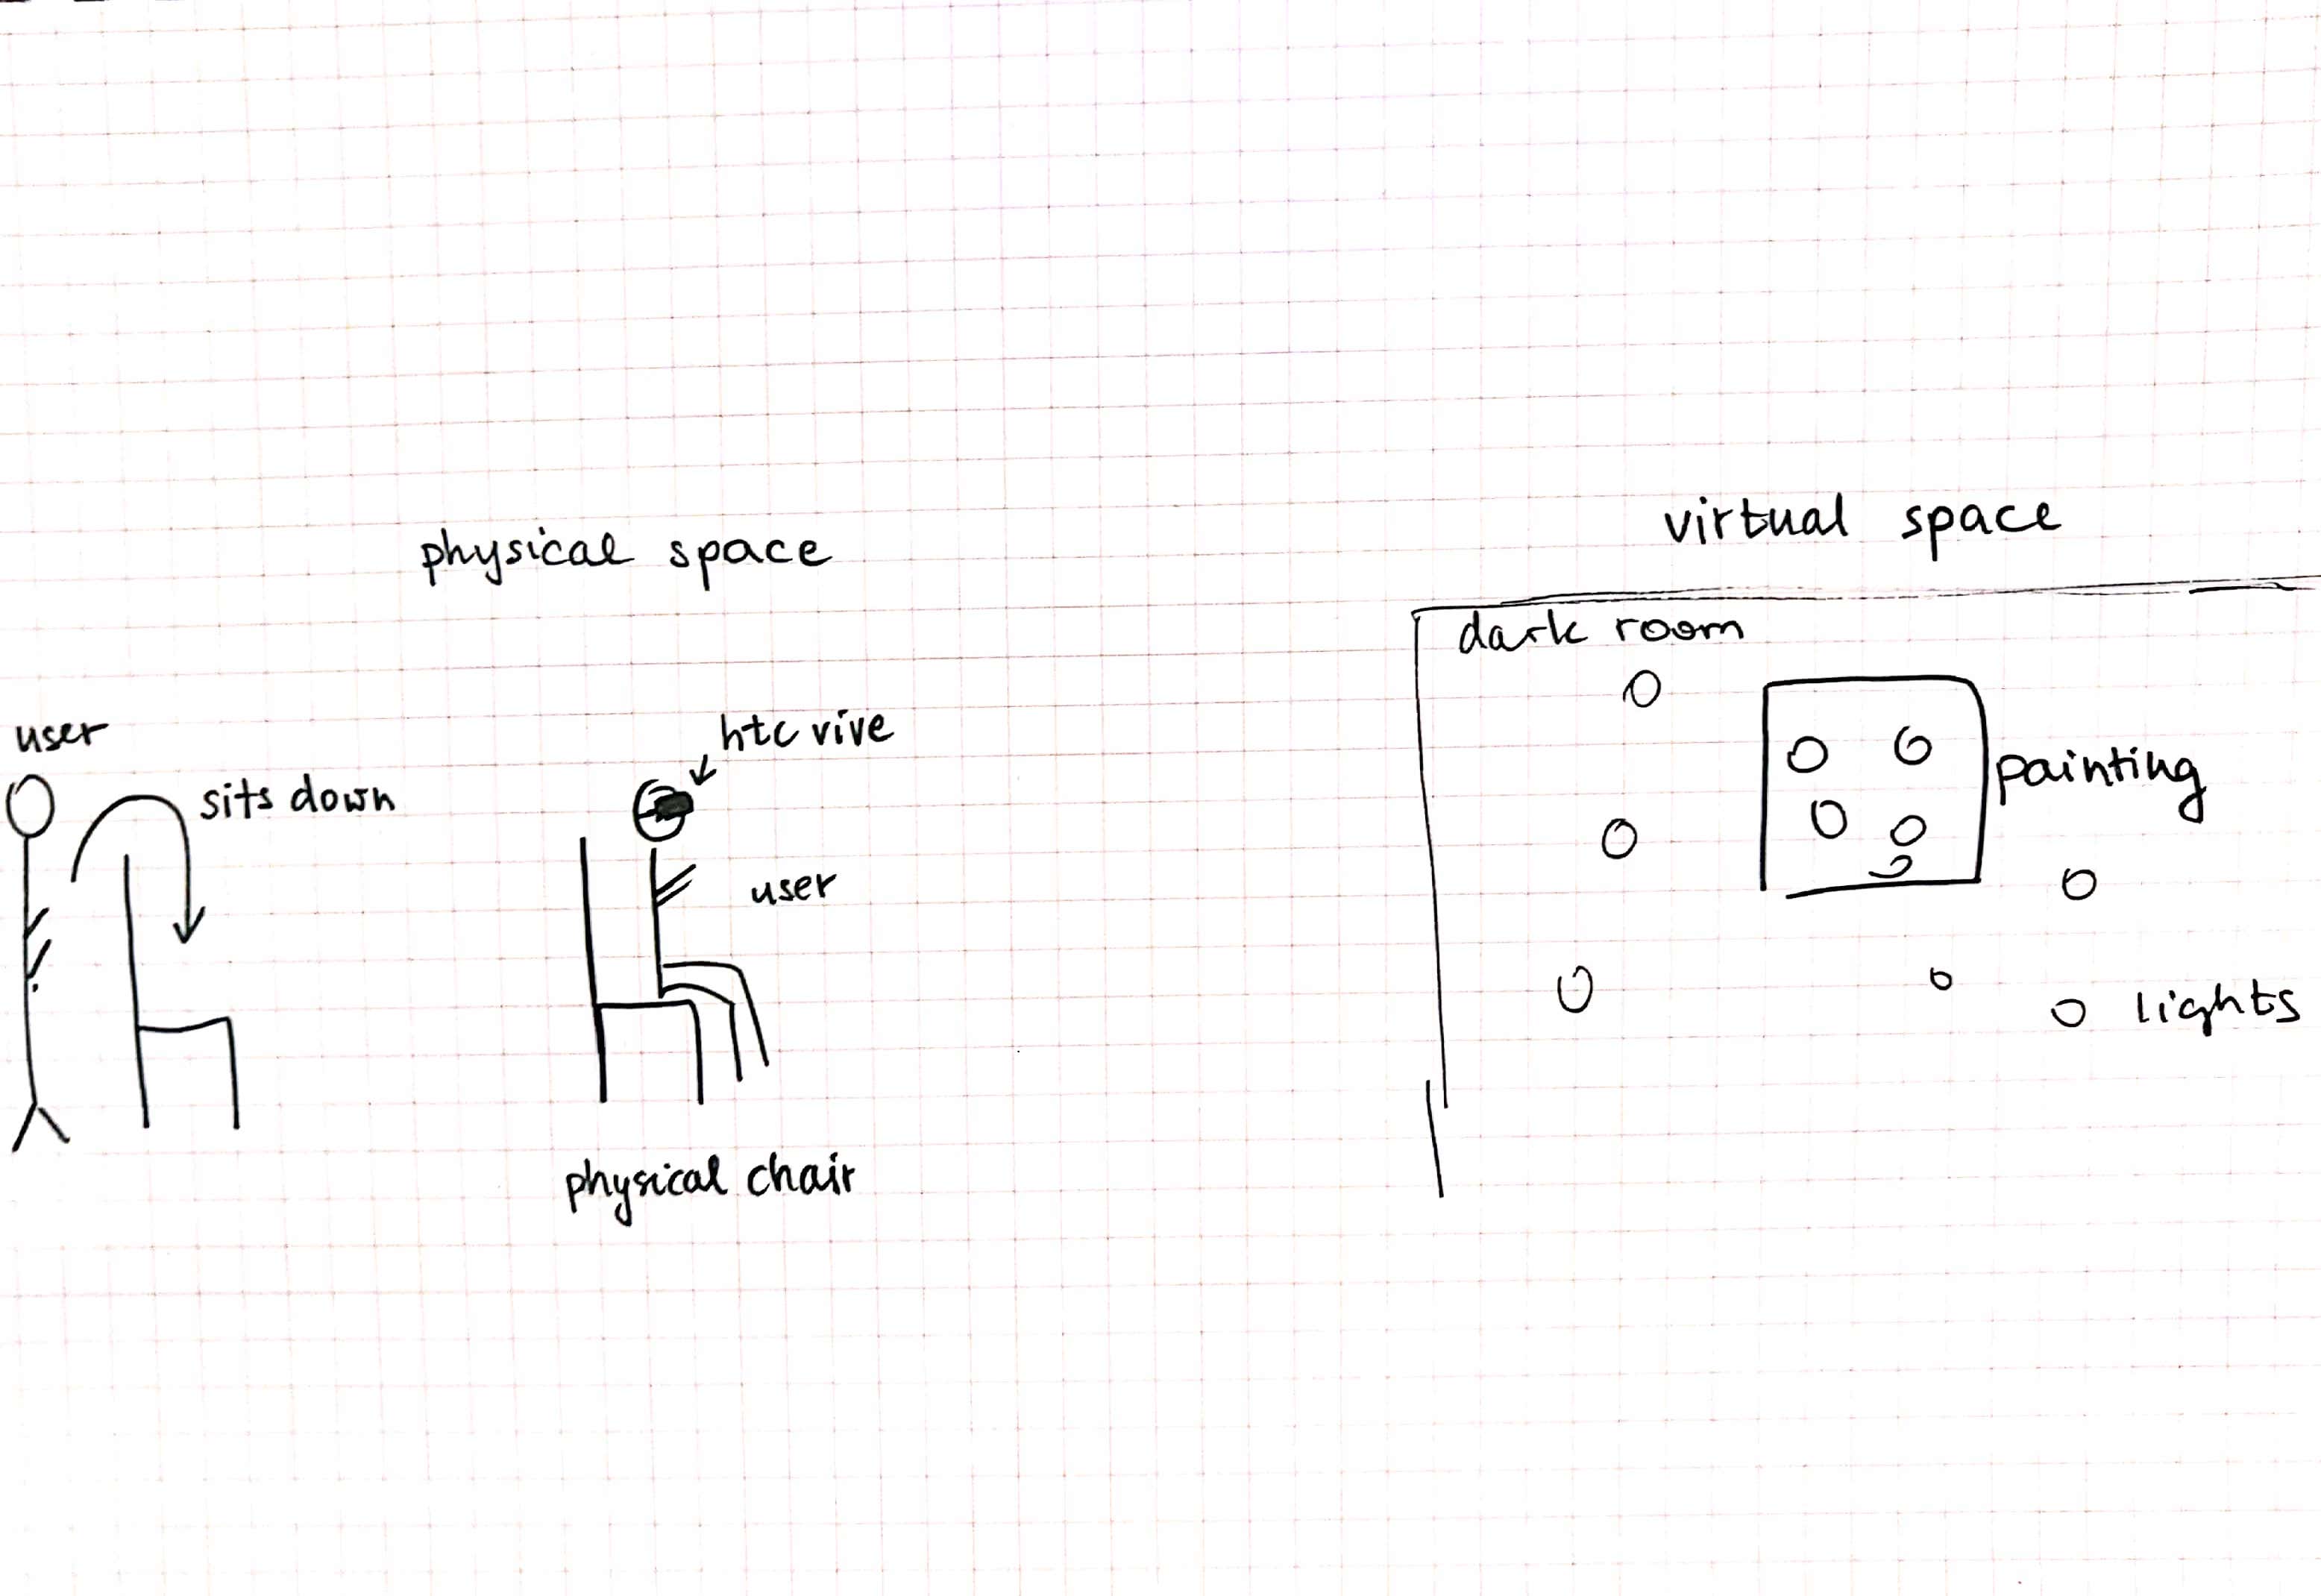 physical space
virtual space
dark room
user
sits down
htc vive
user
painting
lights
physical chair